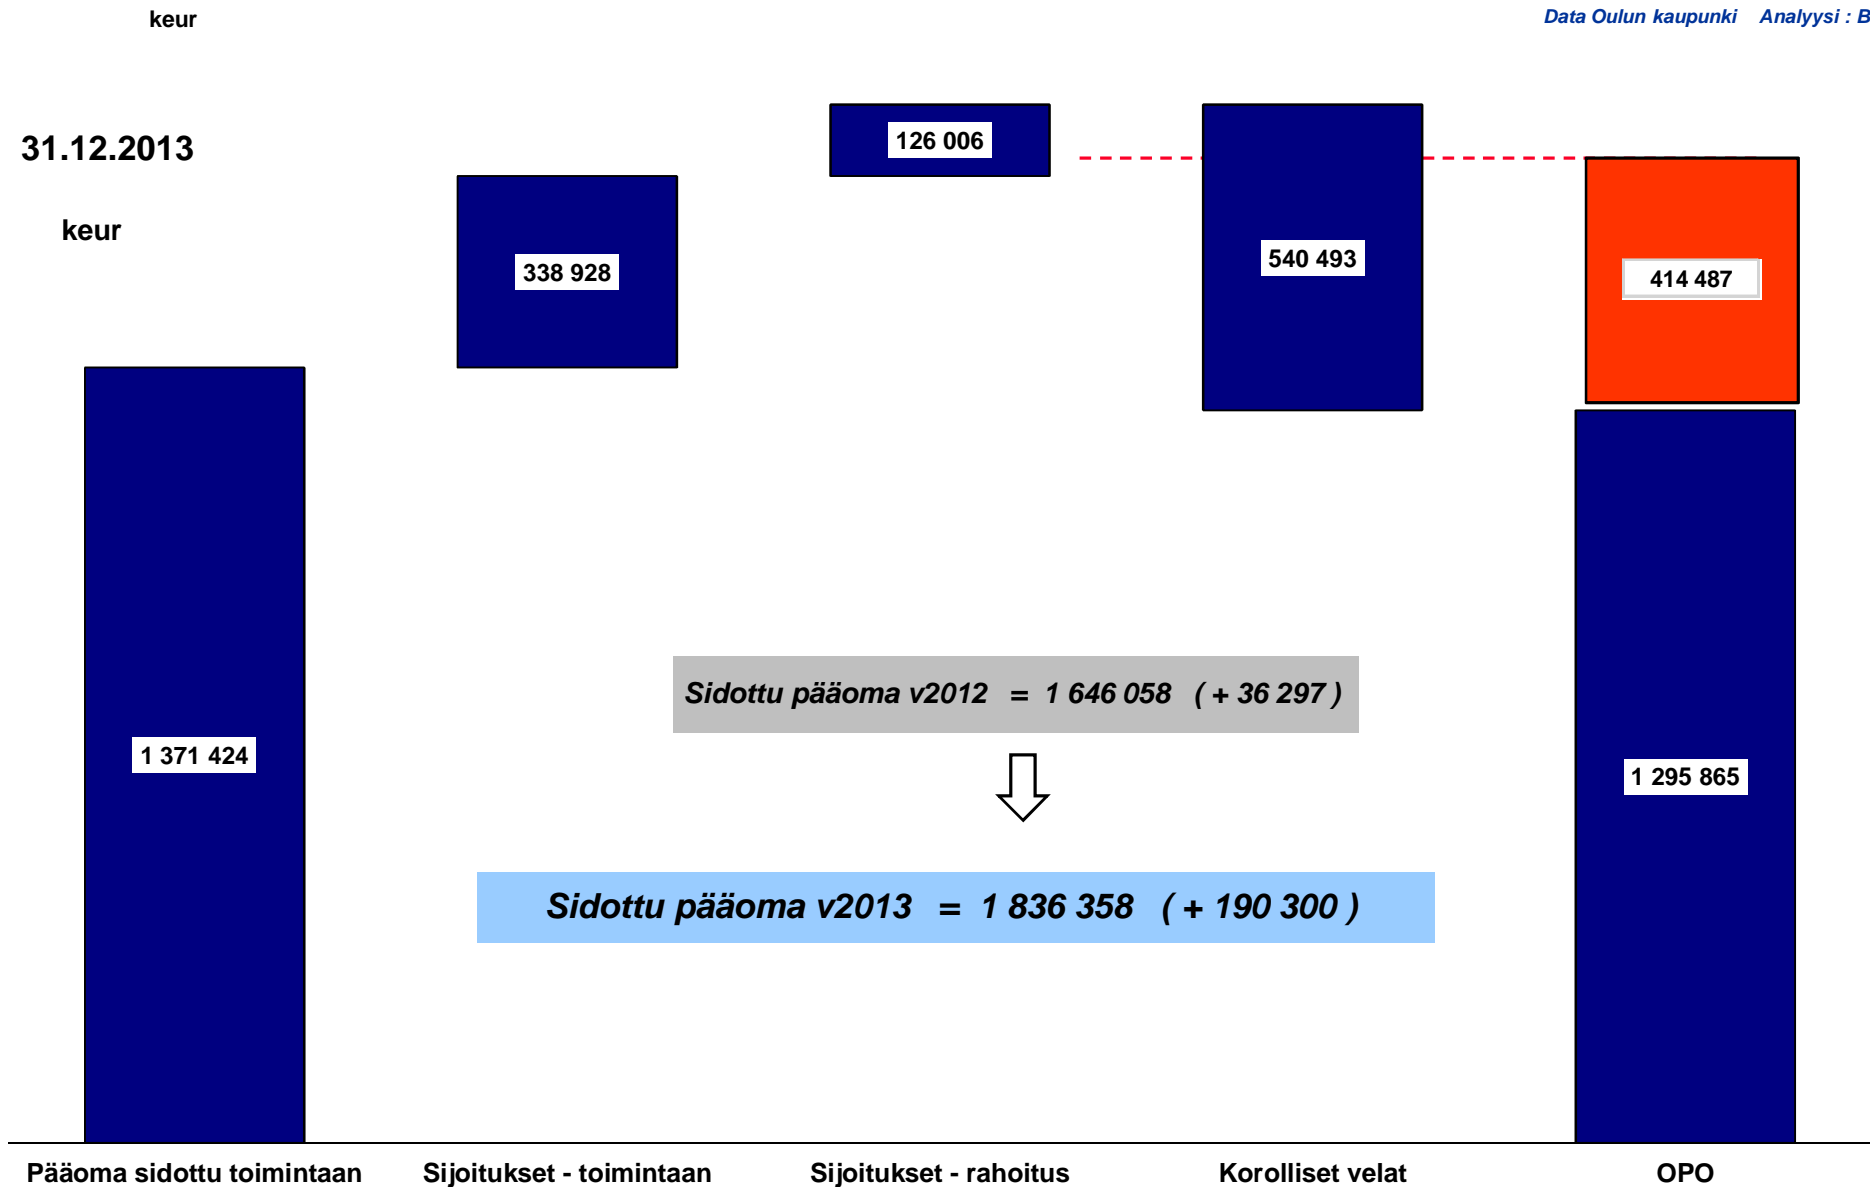 keur
Data Oulun kaupunki Analyysi : B
31.12.2013
keur
126 006
338 928
540 493
414 487
Sidottu pääoma v2012 = 1 646 058 ( + 36 297 )
1 371 424
1 295 865
Sidottu pääoma v2013 = 1 836 358 ( + 190 300 )
Pääoma sidottu toimintaan
Sijoitukset - toimintaan
Sijoitukset - rahoitus
Korolliset velat
OPO